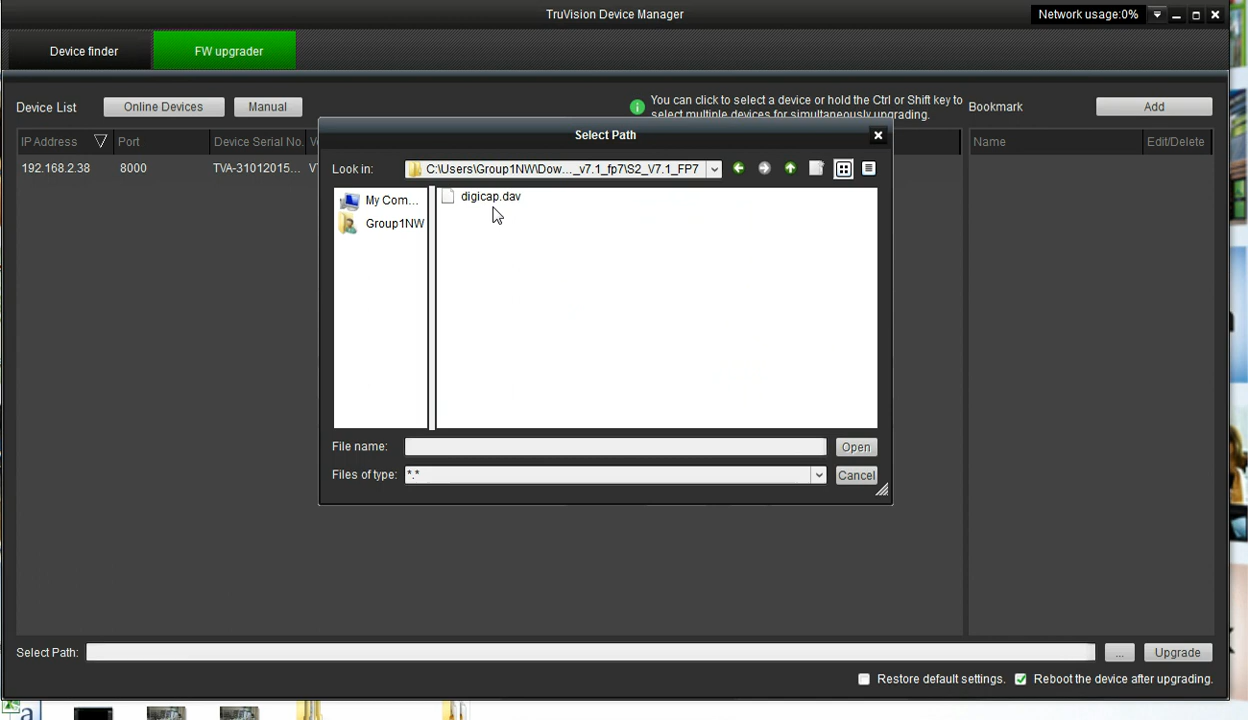 TruVision Device Manager
Network usage:0%
Device finder
FW upgrader
Device List
Online Devices
Manual
You can click to select a device or hold the Ctrl or Shift key to
select multiple devices for simultaneously upgrading.
Bookmark
Add
IP Address
Port
Device Serial No.
Name
Edit/Delete
192.168.2.38
8000
TVA-31012015...
Select Path
Look in:
C:\Users\Group1NW\Dow..._v7.1_fp7\S2_V7.1_FP7
My Com...
Group1NW
digicap.dav
File name:
Open
Files of type:
*.*
Cancel
Select Path:
...
Upgrade
Restore default settings.
Reboot the device after upgrading.